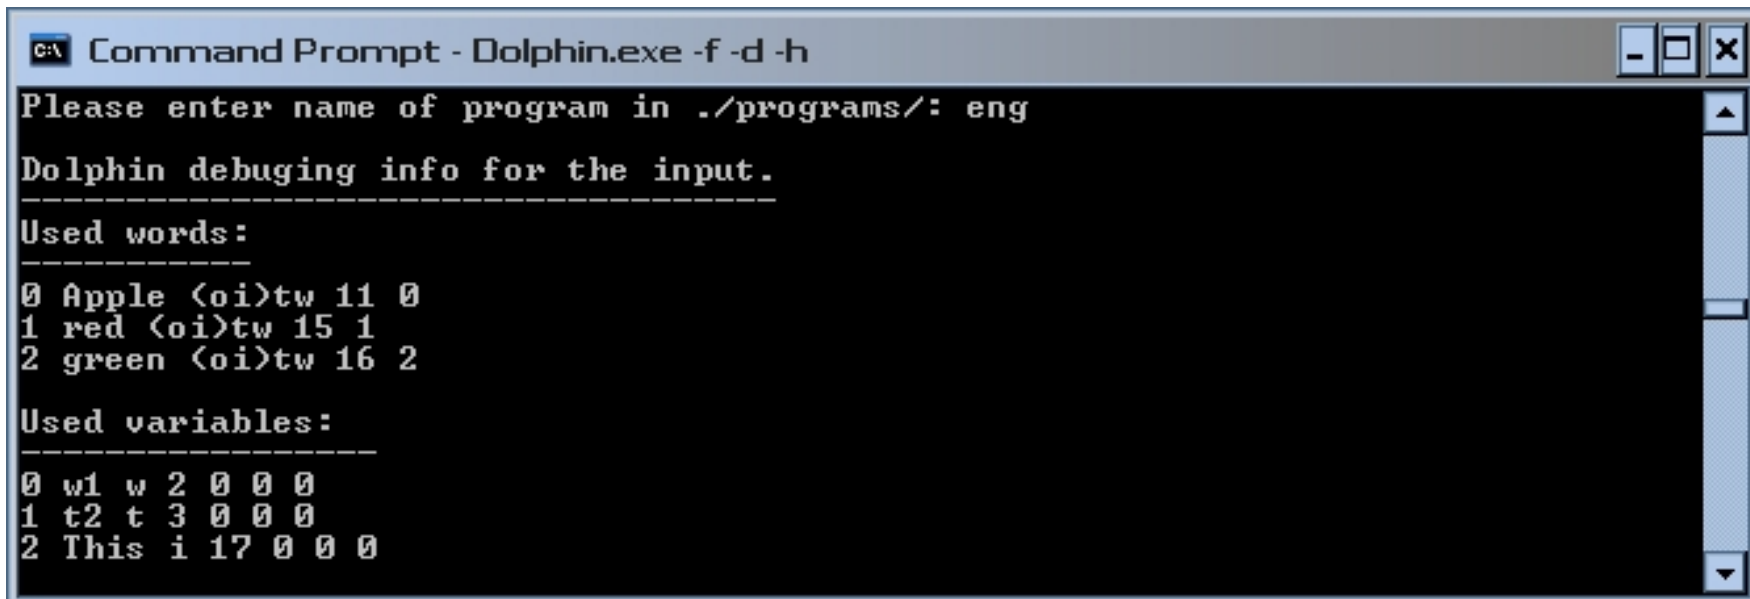 Command Prompt - Dolphin.exe -f -d -h
Please enter name of program in ./programs/: eng
Dolphin debuging info for the input.
------------------------------------
Used words:
-----------
0 Apple (oi)tw 11 0
1 red (oi)tw 15 1
2 green (oi)tw 16 2
Used variables:
-----------------
0 w1 w 2 0 0 0
1 t2 t 3 0 0 0
2 This i 17 0 0 0